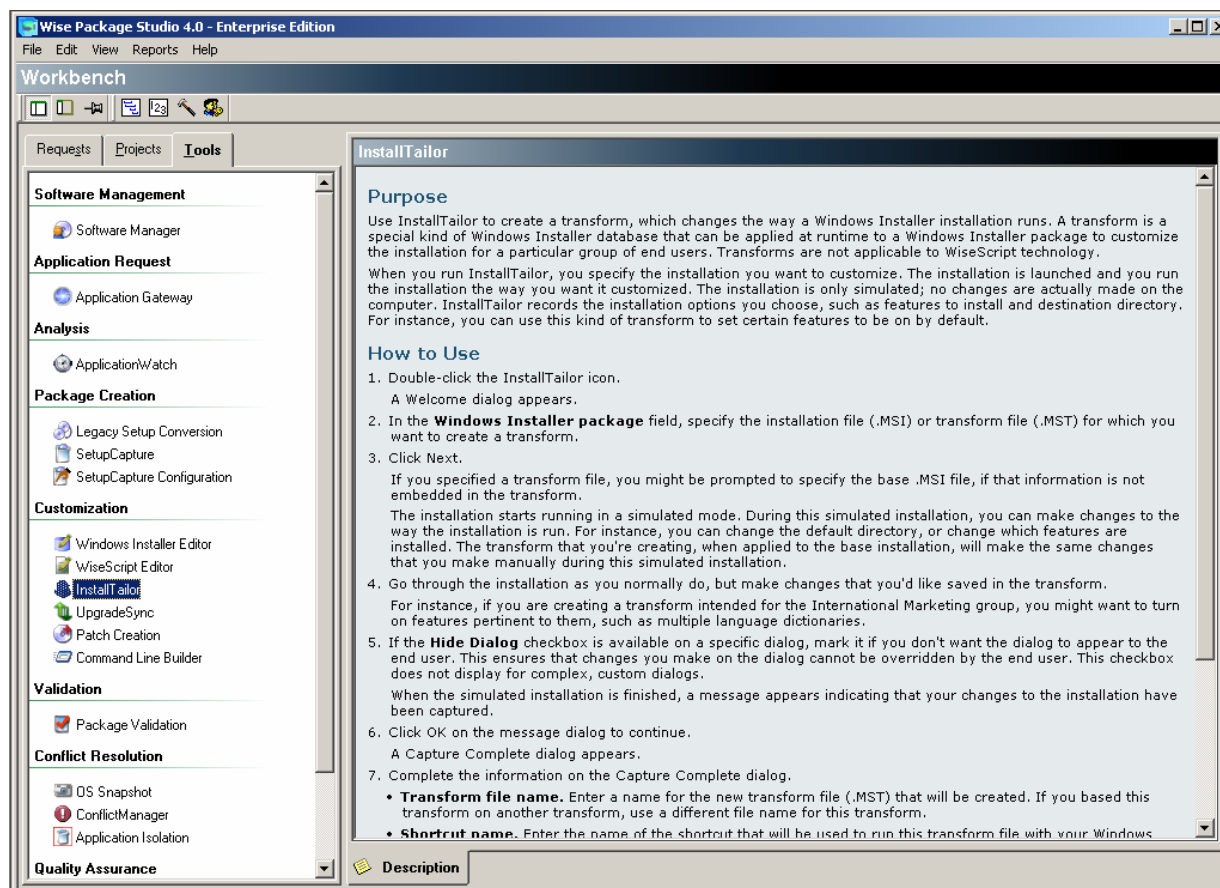 Wise Package Studio 4.0 - Enterprise Edition
File Edit View Reports Help
Workbench
Requests Projects Tools
Software Management
Software Manager
Application Request
Application Gateway
Analysis
ApplicationWatch
Package Creation
Legacy Setup Conversion
SetupCapture
SetupCapture Configuration
Customization
Windows Installer Editor
WiseScript Editor
InstallTailor
UpgradeSync
Patch Creation
Command Line Builder
Validation
Package Validation
Conflict Resolution
OS Snapshot
ConflictManager
Application Isolation
Quality Assurance
InstallTailor
Purpose
Use InstallTailor to create a transform, which changes the way a Windows Installer installation runs. A transform is a
special kind of Windows Installer database that can be applied at runtime to a Windows Installer package to customize
the installation for a particular group of end users. Transforms are not applicable to WiseScript technology.
When you run InstallTailor, you specify the installation you want to customize. The installation is launched and you run
the installation the way you want it customized. The installation is only simulated; no changes are actually made on the
computer. InstallTailor records the installation options you choose, such as features to install and destination directory.
For instance, you can use this kind of transform to set certain features to be on by default.
How to Use
1. Double-click the InstallTailor icon.
A Welcome dialog appears.
2. In the Windows Installer package field, specify the installation file (.MSI) or transform file (.MST) for which you
want to create a transform.
3. Click Next.
If you specified a transform file, you might be prompted to specify the base .MSI file, if that information is not
embedded in the transform.
The installation starts running in a simulated mode. During this simulated installation, you can make changes to the
way the installation is run. For instance, you can change the default directory, or change which features are
installed. The transform that you're creating, when applied to the base installation, will make the same changes
that you make manually during this simulated installation.
4. Go through the installation as you normally do, but make changes that you'd like saved in the transform.
For instance, if you are creating a transform intended for the International Marketing group, you might want to turn
on features pertinent to them, such as multiple language dictionaries.
5. If the Hide Dialog checkbox is available on a specific dialog, mark it if you don't want the dialog to appear to the
end user. This ensures that changes you make on the dialog cannot be overridden by the end user. This checkbox
does not display for complex, custom dialogs.
When the simulated installation is finished, a message appears indicating that your changes to the installation have
been captured.
6. Click OK on the message dialog to continue.
A Capture Complete dialog appears.
7. Complete the information on the Capture Complete dialog.
• Transform file name. Enter a name for the new transform file (.MST) that will be created. If you based this
transform on another transform, use a different file name for this transform.
• Shortcut name. Enter the name of the shortcut that will be used to run this transform file with your Windows
Description